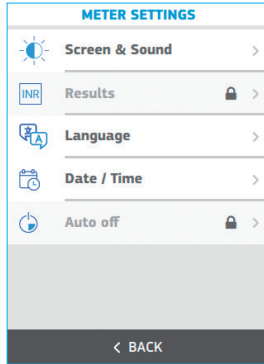 METER SETTINGS
Screen & Sound
INR Results
Language
Date / Time
Auto off
BACK